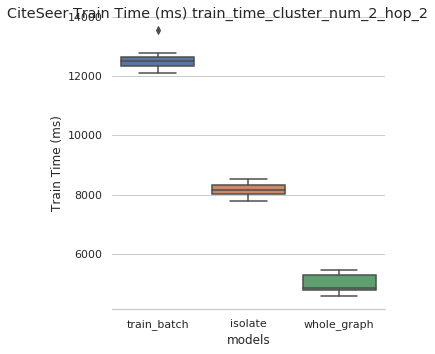 CiteSeer Train Time (ms) train_time_cluster_num_2_hop_2
14000
12000
10000
8000
6000
Train Time (ms)
train_batch isolate whole_graph
models